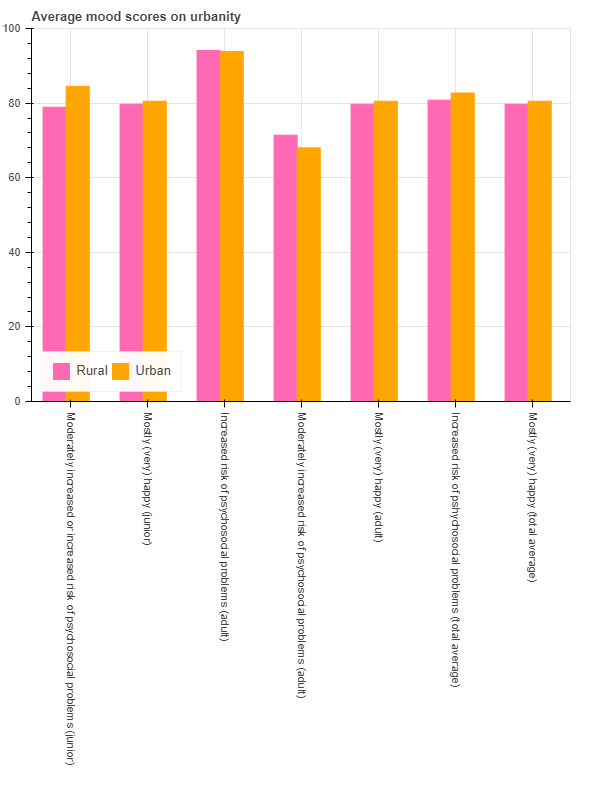 Average mood scores on urbanity
100
80
60
40
20
0
Rural
Urban
Moderately increased or increased risk of psychosocial problems (junior)
Mostly (very) happy (junior)
Increased risk of psychosocial problems (adult)
Moderately increased risk of psychosocial problems (adult)
Mostly (very) happy (adult)
Increased risk of pshychosocial problems (total average)
Mostly (very) happy (total average)